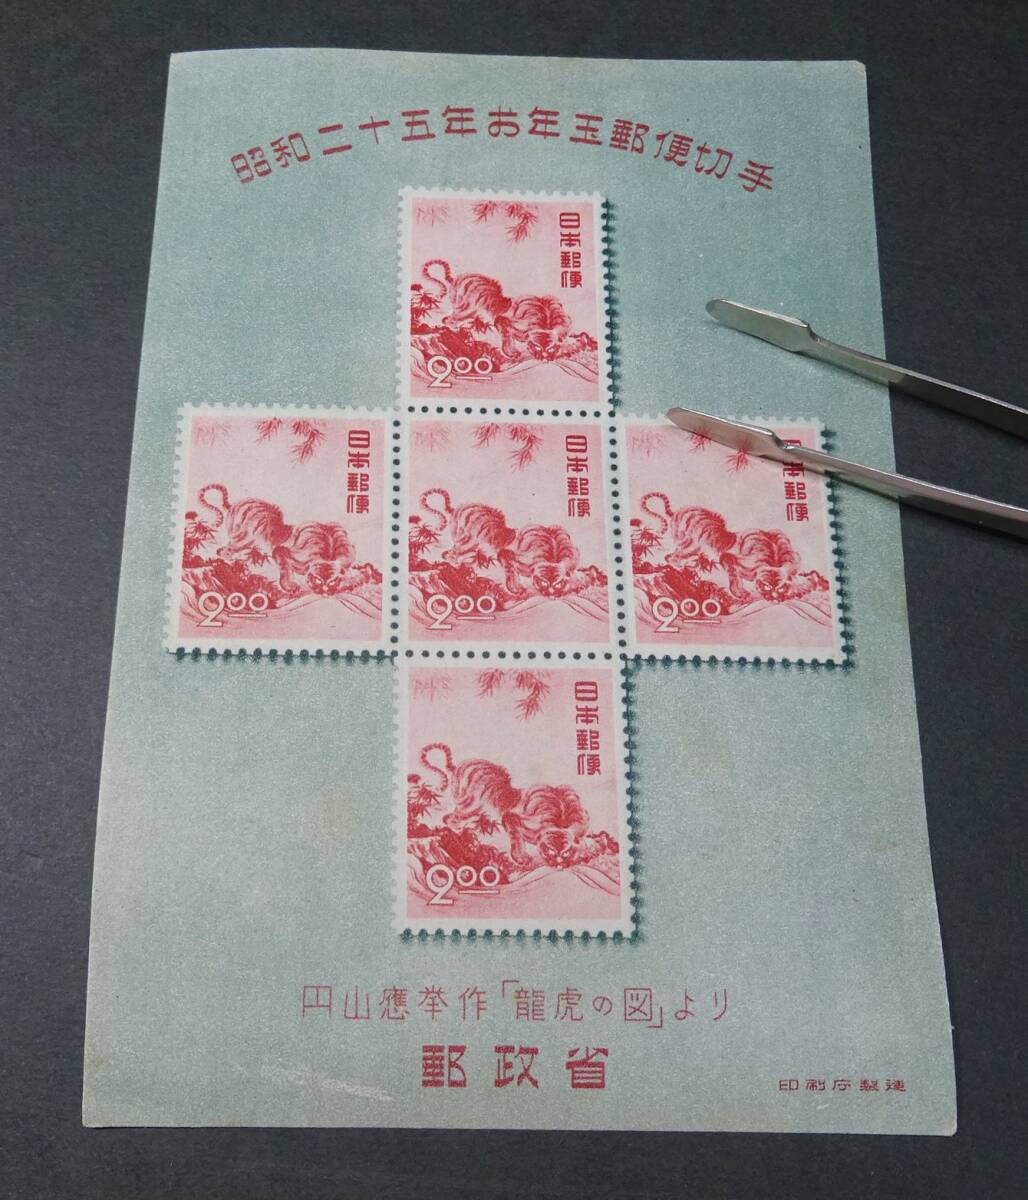 昭和二十五年お年玉郵便切手
日本郵便
2.00
日本郵便
2.00
日本郵便
2.00
日本郵便
2.00
日本郵便
2.00
円山應挙作「龍虎の図」より
郵政省
印刷庁製造